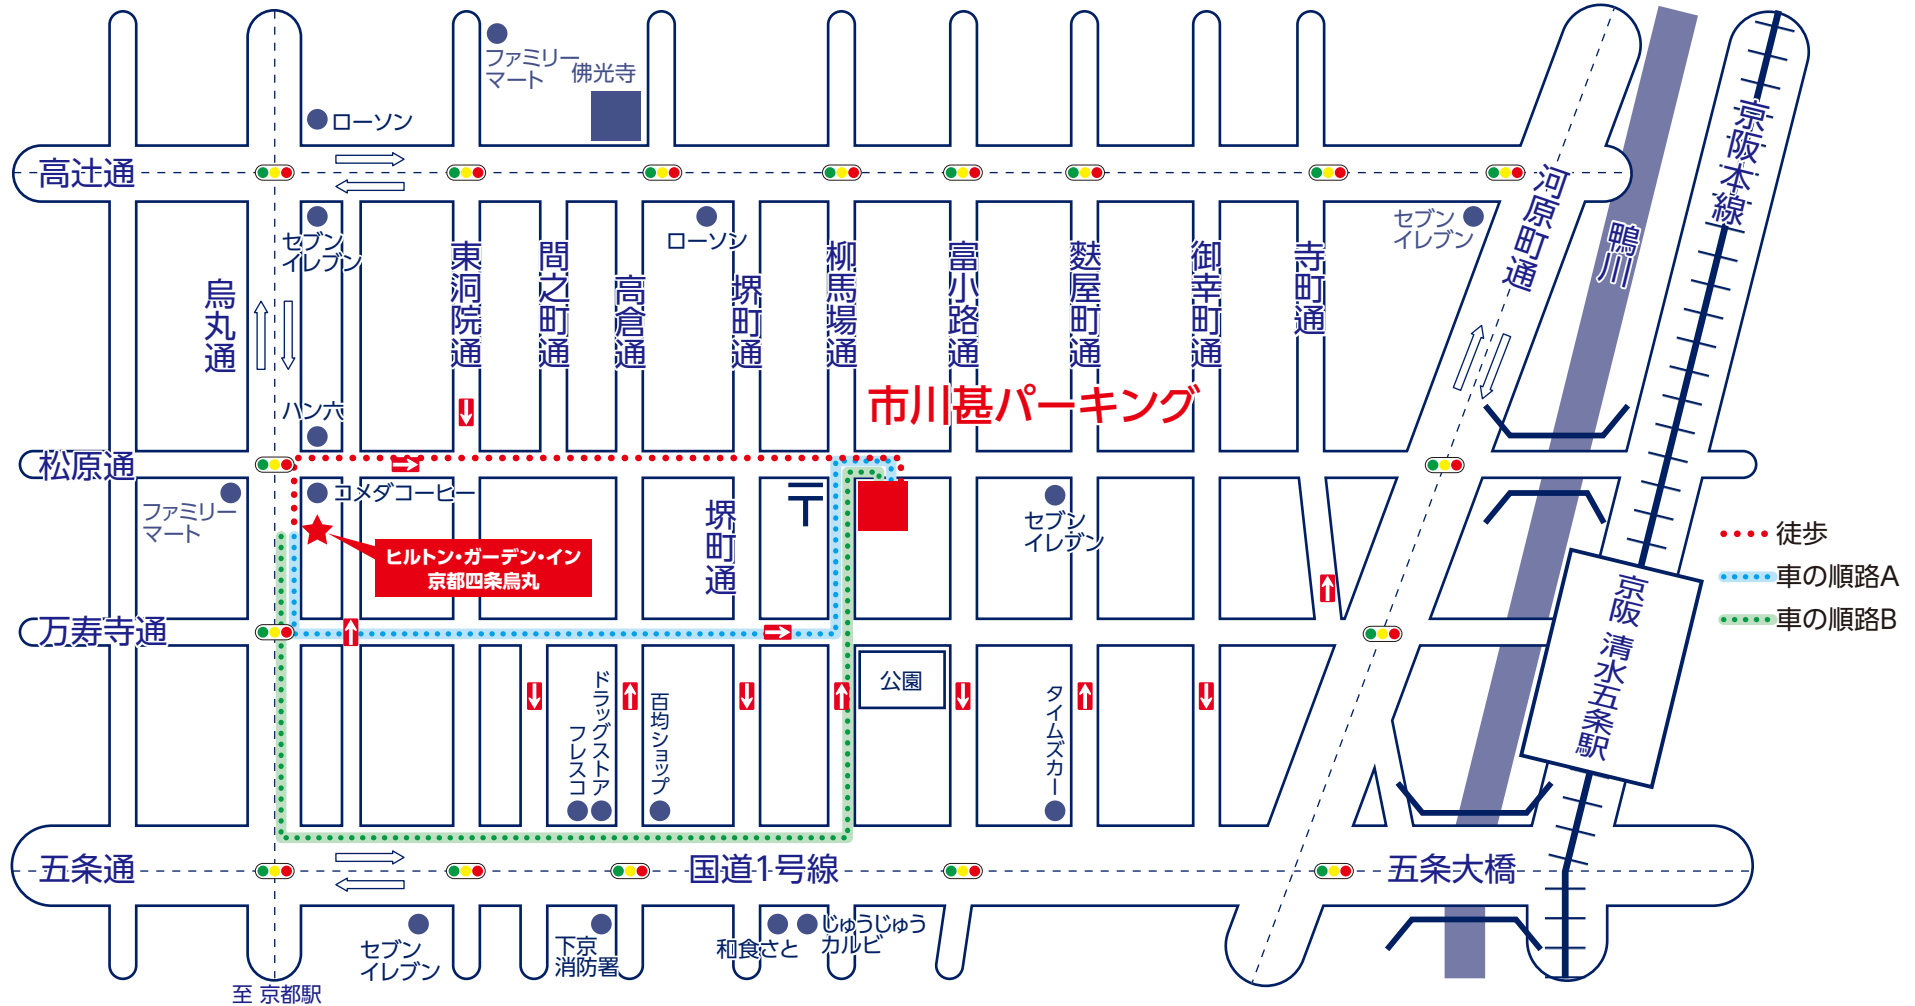 ファミリー
マート
佛光寺
ローソン
高辻通
セブン
イレブン
ローソン
セブン
イレブン
河原町通
鴨川
京阪本線
烏丸通
東洞院通
間之町通
高倉通
堺町通
柳馬場通
富小路通
麩屋町通
御幸町通
寺町通
ハン六
市川甚パーキング
松原通
コメダコーヒー
ファミリー
マート
ヒルトン・ガーデン・イン
京都四条烏丸
堺町通
〒
セブン
イレブン
徒歩
車の順路A
車の順路B
京阪 清水五条駅
万寿寺通
公園
フレスコ
ドラッグストア
百均ショップ
タイムズカー
五条通
国道1号線
五条大橋
セブン
イレブン
下京
消防署
和食さと
じゅうじゅう
カルビ
至 京都駅